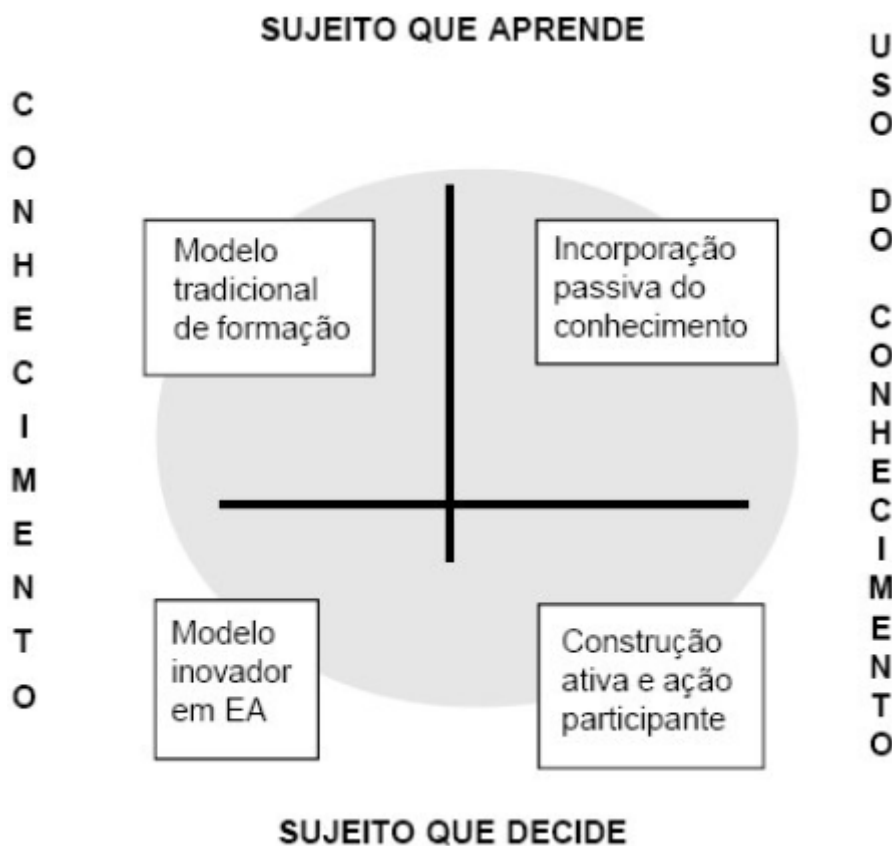 SUJEITO QUE APRENDE
CONHECIMENTO
USO DO CONHECIMENTO
Modelo
tradicional
de formação
Incorporação
passiva do
conhecimento
Modelo
inovador
em EA
Construção
ativa e ação
participante
SUJEITO QUE DECIDE